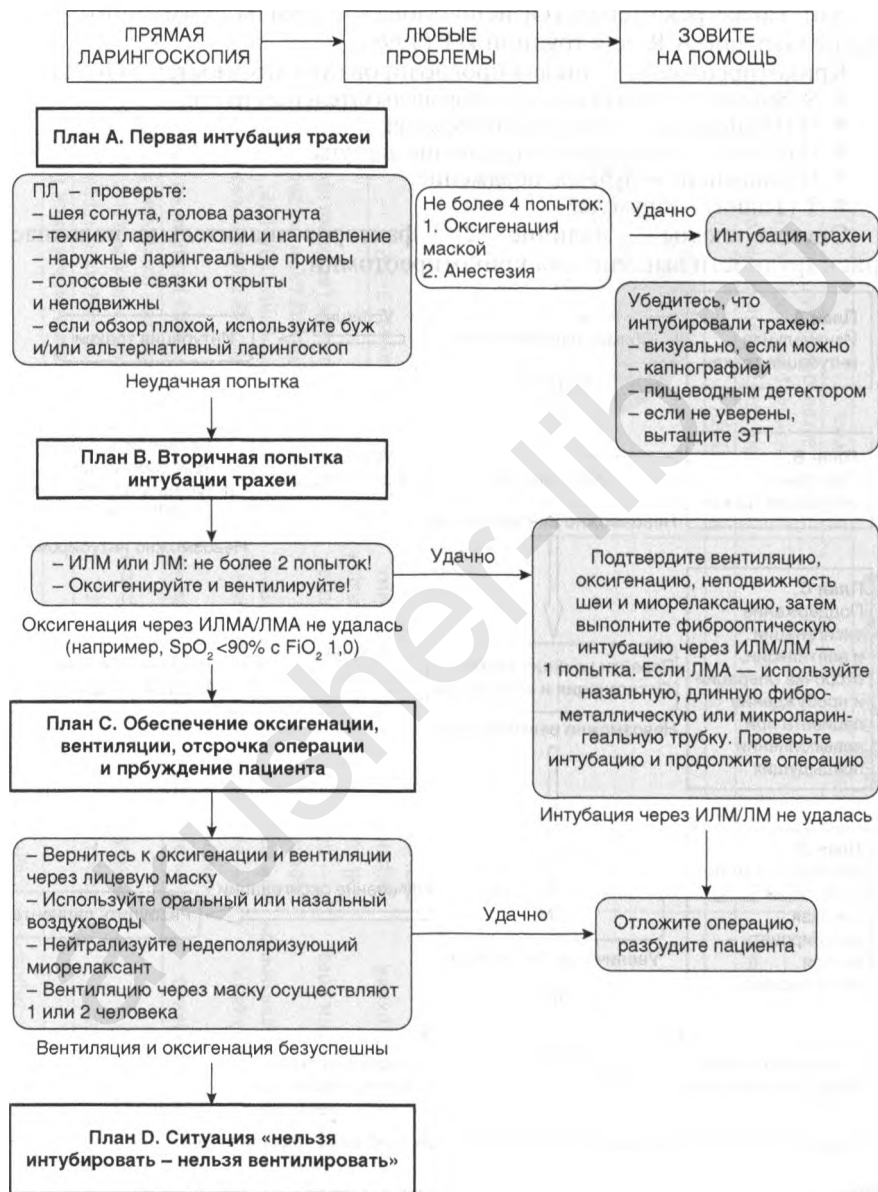 ПРЯМАЯ
ЛАРИНГОСКОПИЯ
ЛЮБЫЕ
ПРОБЛЕМЫ
ЗОВИТЕ
НА ПОМОЩЬ
План А. Первая интубация трахеи
ПЛ – проверьте:
– шея согнута, голова разогнута
– технику ларингоскопии и направление
– наружные ларингеальные приемы
– голосовые связки открыты
и неподвижны
– если обзор плохой, используйте буж
и/или альтернативный ларингоскоп
Не более 4 попыток:
1. Оксигенация
маской
2. Анестезия
Удачно
Интубация трахеи
Убедитесь, что
интубировали трахею:
– визуально, если можно
– капнографией
– пищеводным детектором
– если не уверены,
вытащите ЭТТ
Неудачная попытка
План В. Вторичная попытка
интубации трахеи
– ИЛМ или ЛМ: не более 2 попыток!
– Оксигенируйте и вентилируйте!
Удачно
Подтвердите вентиляцию,
оксигенацию, неподвижность
шеи и миорелаксацию, затем
выполните фиброоптическую
интубацию через ИЛМ/ЛМ —
1 попытка. Если ЛМА — используйте
назальную, длинную фибро-
металлическую или микроларин-
геальную трубку. Проверьте
интубацию и продолжите операцию
Оксигенация через ИЛМА/ЛМА не удалась
(например, SpO₂ <90% с FiO₂ 1,0)
План С. Обеспечение оксигенации,
вентиляции, отсрочка операции
и прбуждение пациента
Интубация через ИЛМ/ЛМ не удалась
– Вернитесь к оксигенации и вентиляции
через лицевую маску
– Используйте оральный или назальный
воздуховоды
– Нейтрализуйте недеполяризующий
миорелаксант
– Вентиляцию через маску осуществляют
1 или 2 человека
Удачно
Отложите операцию,
разбудите пациента
Вентиляция и оксигенация безуспешны
План D. Ситуация «нельзя
интубировать – нельзя вентилировать»
akusher-lib.ru